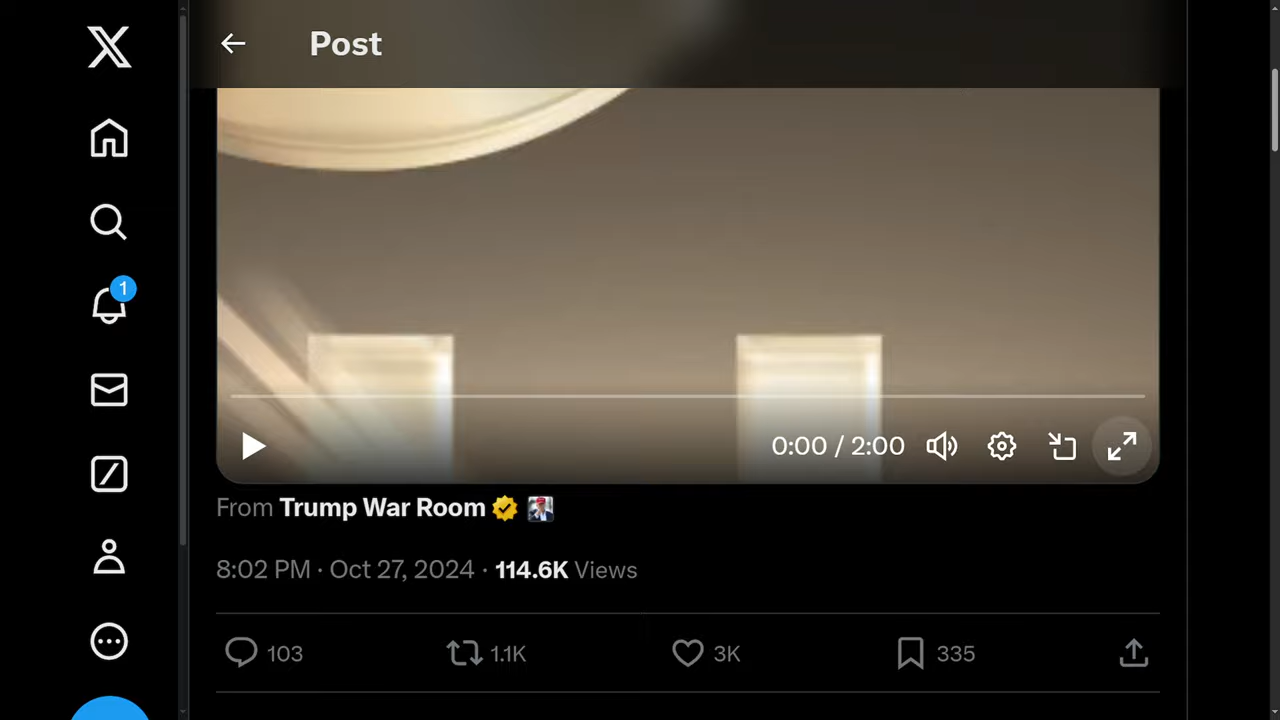 Post
1
0:00 / 2:00
From Trump War Room
8:02 PM · Oct 27, 2024 · 114.6K Views
103 1.1K 3K 335